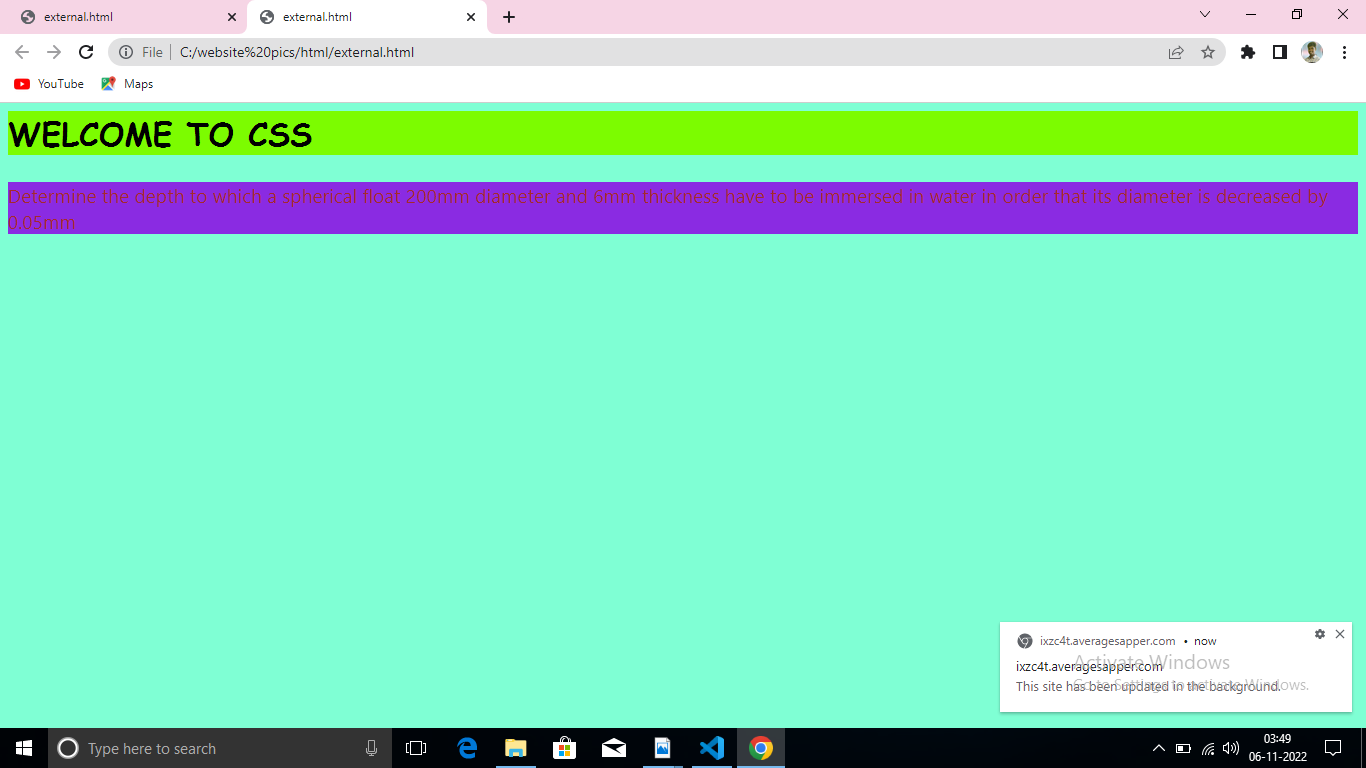 external.html
external.html
File
C:/website%20pics/html/external.html
YouTube
Maps
WELCOME TO CSS
Determine the depth to which a spherical float 200mm diameter and 6mm thickness have to be Immersed in water in order that its diameter is decreased by
0.05mm
ixzc4t.averagesapper.com • now
ixzc4t.averagesapper.com
Activate Windows
This site has been updated in the background.
Go to Settings to activate Windows.
Type here to search
03:49
06-11-2022